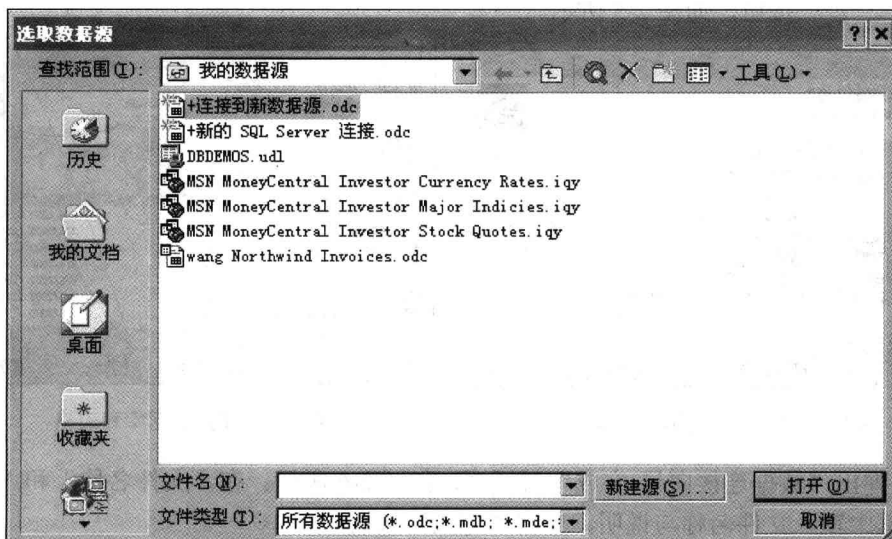 选取数据源
查找范围(I):
我的数据源
工具(L)
历史
我的文档
桌面
收藏夹
+连接到新数据源.odc
+新的 SQL Server 连接.odc
DBDEMOS.udl
MSN MoneyCentral Investor Currency Rates.iqy
MSN MoneyCentral Investor Major Indicies.iqy
MSN MoneyCentral Investor Stock Quotes.iqy
wang Northwind Invoices.odc
文件名(N):
新建源(S)...
打开(O)
文件类型(T):
所有数据源 (*.odc;*.mdb; *.mde;
取消